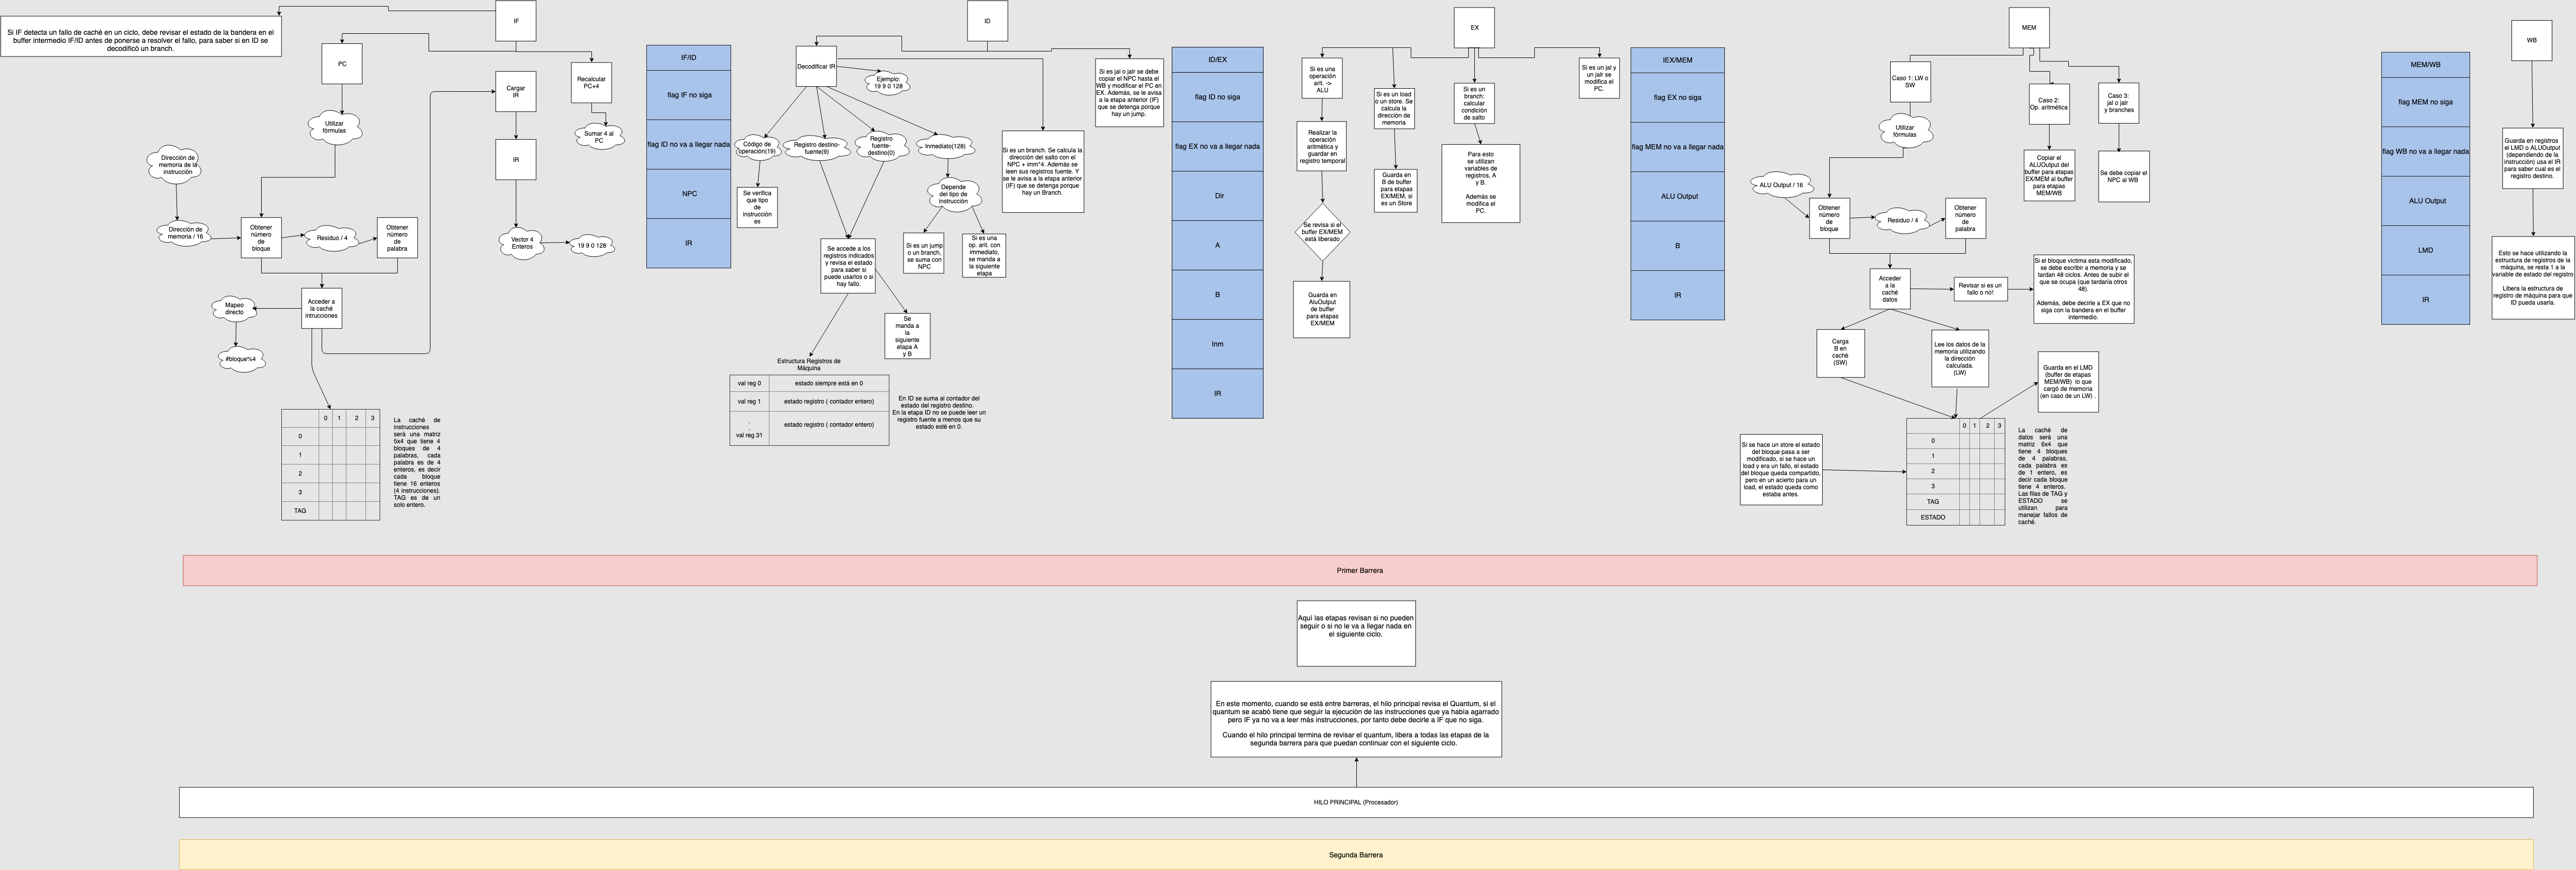 Si IF detecta un fallo de caché en un ciclo, debe revisar el estado de la bandera en el
buffer intermedio IF/ID antes de ponerse a resolver el fallo, para saber si en ID se
decodificó un branch.
IF
PC
Utilizar
fórmulas
Dirección de
memoria de la
instrucción
Dirección de
memoria / 16
Obtener
número
de
bloque
Residuo / 4
Obtener
número
de
palabra
Acceder a
la caché
intrucciones
Mapeo
directo
#bloque%4
Cargar
IR
IR
Vector 4
Enteros
19 9 0 128
Recalcular
PC+4
Sumar 4 al
PC
0 1 2 3
0
1
2
3
TAG
La caché de
instrucciones
será una matriz
5x4 que tiene 4
bloques de 4
palabras, cada
palabra es de 4
enteros, es decir
cada bloque
tiene 16 enteros
(4 instrucciones).
TAG es de un
solo entero.
IF/ID
flag IF no siga
flag ID no va a llegar nada
NPC
IR
ID
Decodificar IR
Ejemplo:
19 9 0 128
Código de
operación(19)
Registro destino-
fuente(9)
Registro
fuente-
destino(0)
Inmediato(128)
Se verifica
que tipo
de
instrucción
es
Depende
del tipo de
instrucción
Si es un jump
o un branch,
se suma con
NPC
Si es una
op. arit. con
immediato,
se manda a
la siguiente
etapa
Se accede a los
registros indicados
y revisa el estado
para saber si
puede usarlos o si
hay fallo.
Se
manda a
la
siguiente
etapa A
y B
Estructura Registros de
Máquina
val reg 0 estado siempre está en 0
val reg 1 estado registro ( contador entero)
.
.
val reg 31 estado registro ( contador entero)
En ID se suma al contador del
estado del registro destino.
En la etapa ID no se puede leer un
registro fuente a menos que su
estado esté en 0.
Si es un branch. Se calcula la
dirección del salto con el
NPC + imm*4. Además se
leen sus registros fuente. Y
se le avisa a la etapa anterior
(IF) que se detenga porque
hay un Branch.
Si es jal o jalr se debe
copiar el NPC hasta el
WB y modificar el PC en
EX. Además, se le avisa
a la etapa anterior (IF)
que se detenga porque
hay un jump.
ID/EX
flag ID no siga
flag EX no va a llegar nada
Dir
A
B
Inm
IR
EX
Si es una
operación
arit. ->
ALU
Realizar la
operación
aritmética y
guardar en
registro temporal
Se revisa si el
buffer EX/MEM
está liberado
Guarda en
AluOutput
de buffer
para etapas
EX/MEM
Si es un load
o un store. Se
calcula la
dirección de
memoria
Guarda en
B de buffer
para etapas
EX/MEM, si
es un Store
Si es un
branch:
calcular
condición
de salto
Para esto
se utilizan
variables de
registros, A
y B.
Además se
modifica el
PC.
Si es un jal y
un jalr se
modifica el
PC.
IEX/MEM
flag EX no siga
flag MEM no va a llegar nada
ALU Output
B
IR
MEM
Caso 1: LW o
SW
Utilizar
fórmulas
ALU Output / 16
Obtener
número
de
bloque
Residuo / 4
Obtener
número
de
palabra
Caso 2:
Op. aritmética
Copiar el
ALUOutput del
buffer para etapas
EX/MEM al buffer
para etapas
MEM/WB
Caso 3:
jal o jalr
y branches
Se debe copiar el
NPC al WB
Acceder
a la
caché
datos
Revisar si es un
fallo o no!
Si el bloque victima esta modificado,
se debe escribir a memoria y se
tardan 48 ciclos. Antes de subir el
que se ocupa (que tardaria otros
48).
Además, debe decirle a EX que no
siga con la bandera en el buffer
intermedio.
Carga
B en
caché
(SW)
Lee los datos de la
memoria utilizando
la dirección
calculada.
(LW)
Guarda en el LMD
(buffer de etapas
MEM/WB) lo que
cargó de memoria
(en caso de un LW) .
Si se hace un store el estado
del bloque pasa a ser
modificado, si se hace un
load y era un fallo, el estado
del bloque queda compartido,
pero en un acierto para un
load, el estado queda como
estaba antes.
0 1 2 3
0
1
2
3
TAG
ESTADO
La caché de
datos será una
matriz 6x4 que
tiene 4 bloques
de 4 palabras,
cada palabra es
de 1 entero, es
decir cada bloque
tiene 4 enteros.
Las filas de TAG y
ESTADO se
utilizan para
manejar fallos de
caché.
MEM/WB
flag MEM no siga
flag WB no va a llegar nada
ALU Output
LMD
IR
WB
Guarda en registros
el LMD o ALUOutput
(dependiendo de la
instrucción) usa el IR
para saber cual es el
registro destino.
Esto se hace utilizando la
estructura de registros de la
máquina, se resta 1 a la
variable de estado del registro
Libera la estructura de
registro de máquina para que
ID pueda usarla.
Primer Barrera
Aquí las etapas revisan si no pueden
seguir o si no le va a llegar nada en
el siguiente ciclo.
En este momento, cuando se está entre barreras, el hilo principal revisa el Quantum, si el
quantum se acabó tiene que seguir la ejecución de las instrucciones que ya había agarrado
pero IF ya no va a leer más instrucciones, por tanto debe decirle a IF que no siga.
Cuando el hilo principal termina de revisar el quantum, libera a todas las etapas de la
segunda barrera para que puedan continuar con el siguiente ciclo.
HILO PRINCIPAL (Procesador)
Segunda Barrera